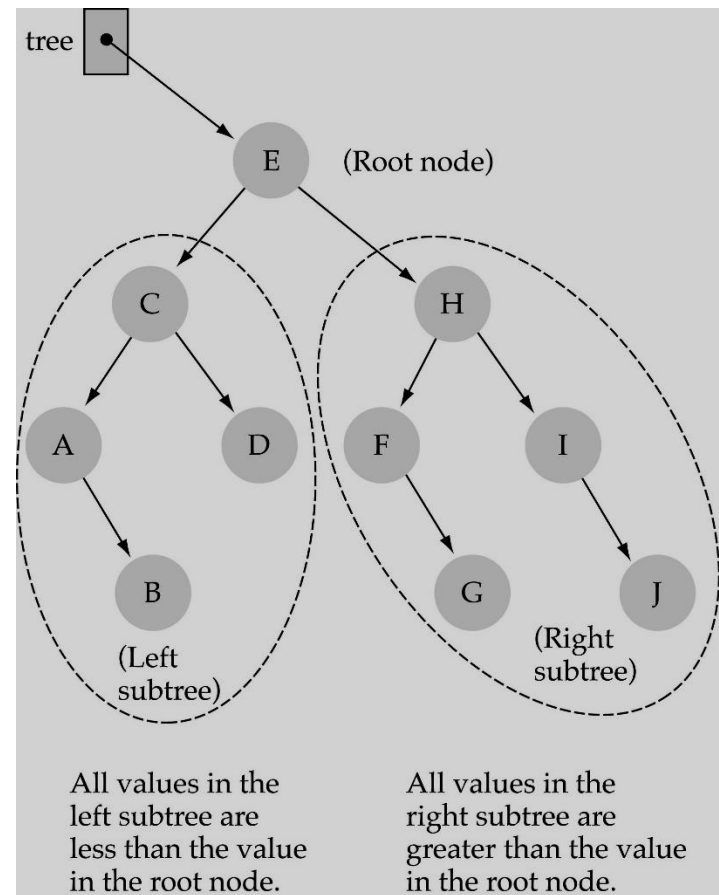 tree
E
(Root node)
C
H
A
D
F
I
B
G
J
(Left
subtree)
(Right
subtree)
All values in the
left subtree are
less than the value
in the root node.
All values in the
right subtree are
greater than the value
in the root node.